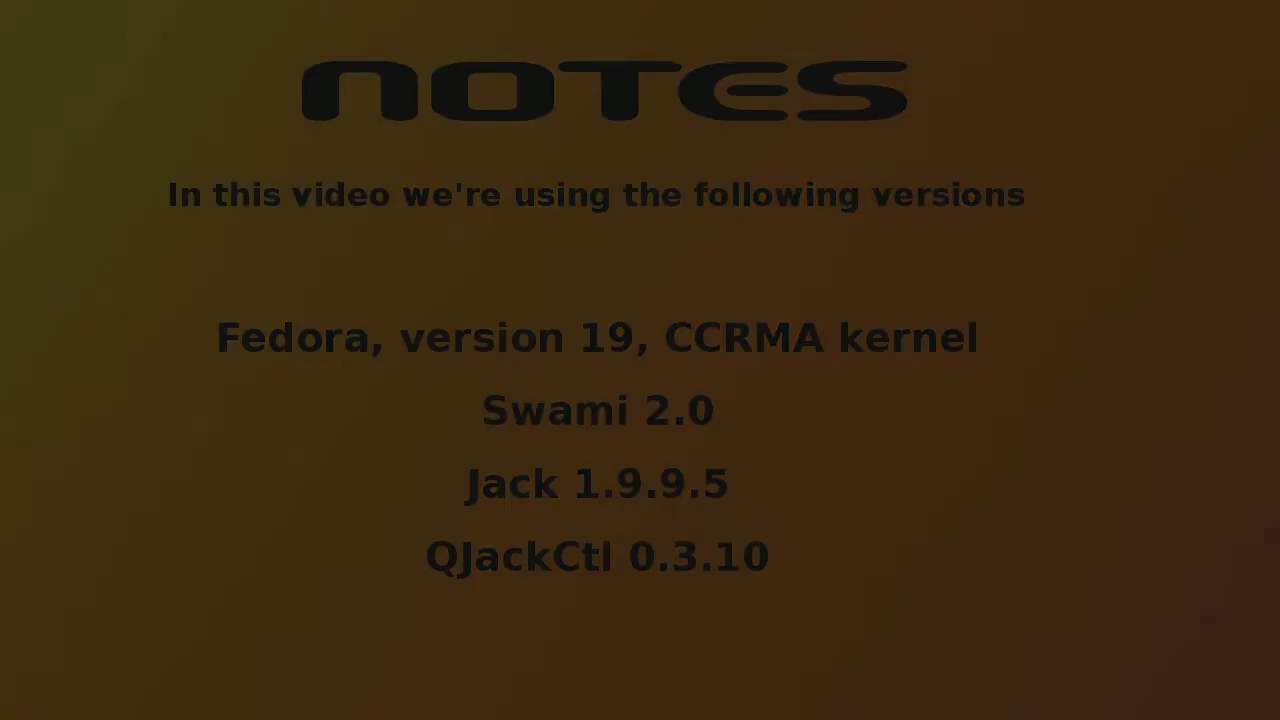 NOTES
In this video we're using the following versions
Fedora, version 19, CCRMA kernel
Swami 2.0
Jack 1.9.9.5
QJackCtl 0.3.10